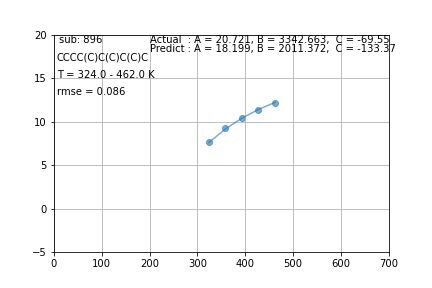 sub: 896
Actual : A = 20.721, B = 3342.663, C = -69.55
Predict : A = 18.199, B = 2011.372, C = -133.37
CCCC(C)C(C)C(C)C
T = 324.0 - 462.0 K
rmse = 0.086
20
15
10
5
0
−5
0 100 200 300 400 500 600 700